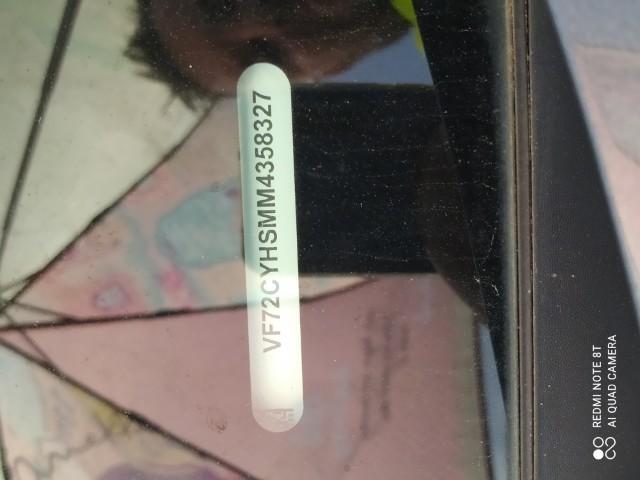 VF72CYHSMM4358327
REDMI NOTE 8T
AI QUAD CAMERA